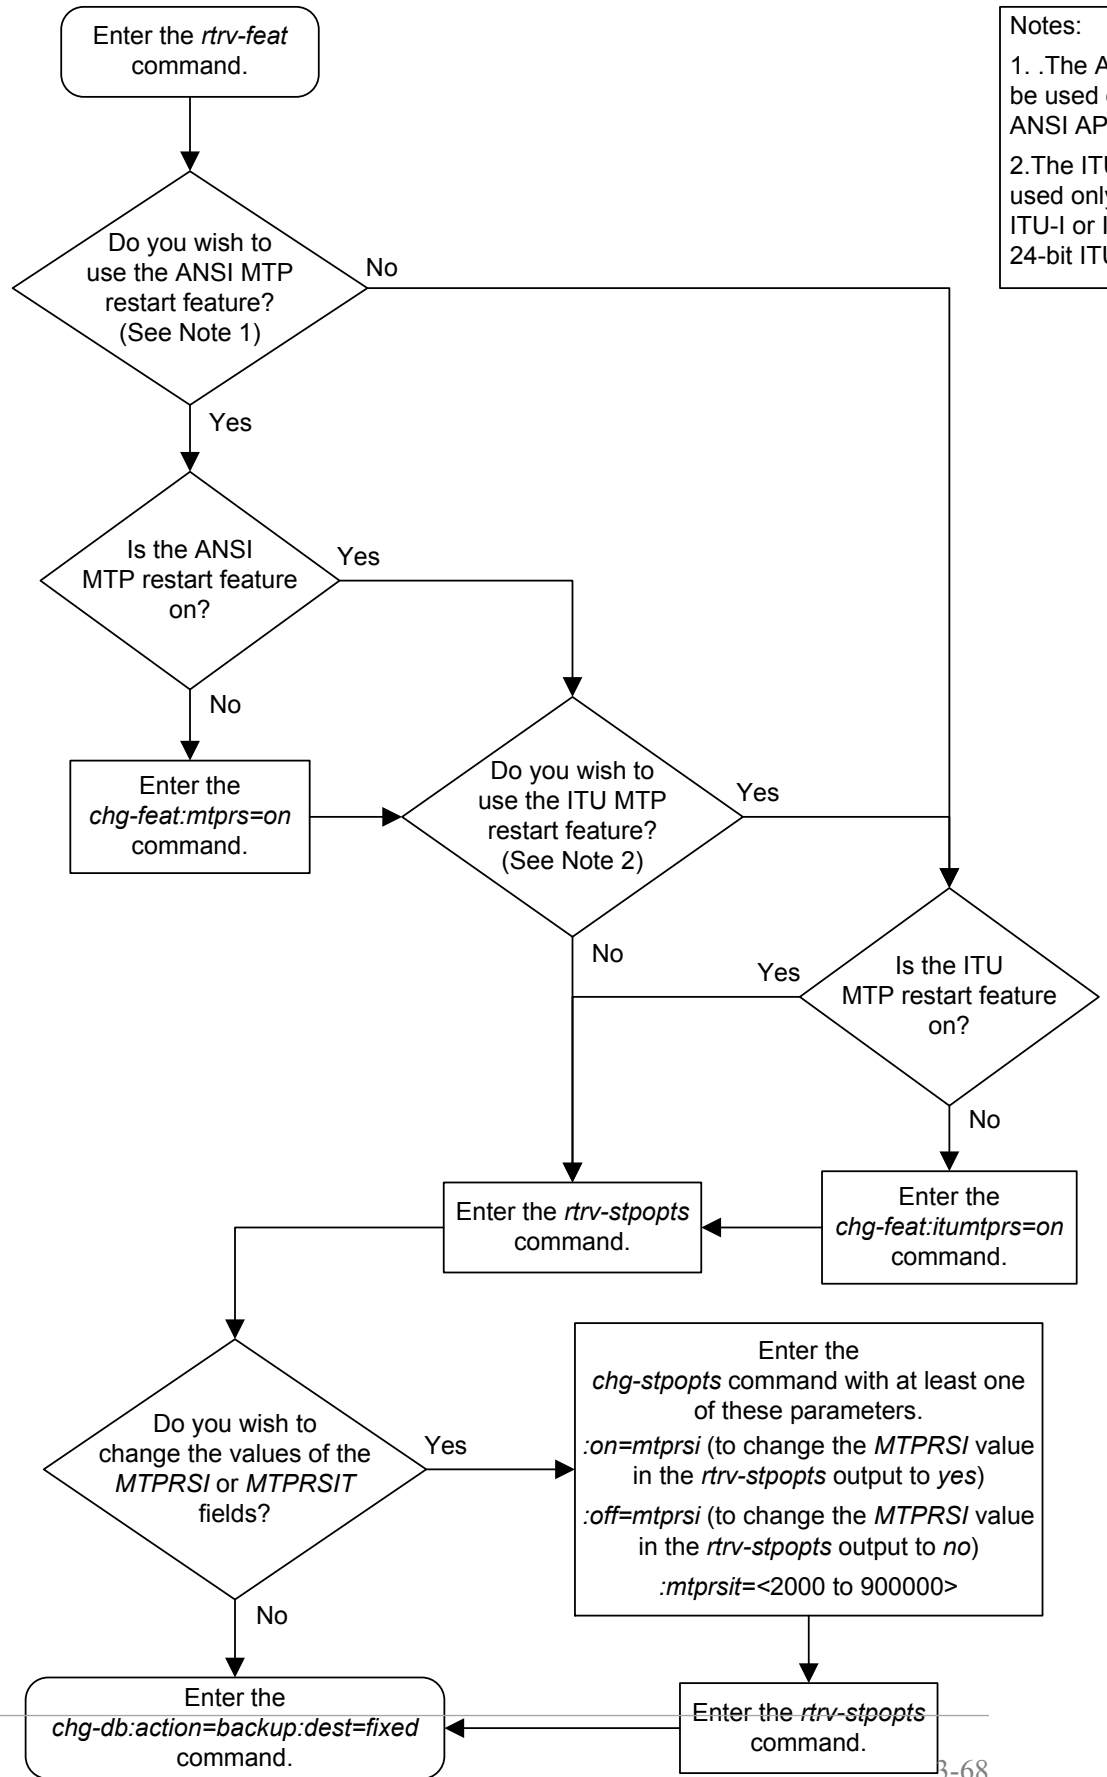 Enter the rtrv-feat
command.
Notes:
1. .The A
be used
ANSI AP
2.The ITU
used only
ITU-I or I
24-bit ITU
Do you wish to
use the ANSI MTP
restart feature?
(See Note 1)
No
Yes
Is the ANSI
MTP restart feature
on?
Yes
No
Enter the
chg-feat:mtprs=on
command.
Do you wish to
use the ITU MTP
restart feature?
(See Note 2)
Yes
No
Is the ITU
MTP restart feature
on?
Yes
No
Enter the rtrv-stpopts
command.
Enter the
chg-feat:itumtprs=on
command.
Do you wish to
change the values of the
MTPRSI or MTPRSIT
fields?
Yes
No
Enter the
chg-stpopts command with at least one
of these parameters.
:on=mtprsi (to change the MTPRSI value
in the rtrv-stpopts output to yes)
:off=mtprsi (to change the MTPRSI value
in the rtrv-stpopts output to no)
:mtprsit=<2000 to 900000>
Enter the
chg-db:action=backup:dest=fixed
command.
Enter the rtrv-stpopts
command.
3-68